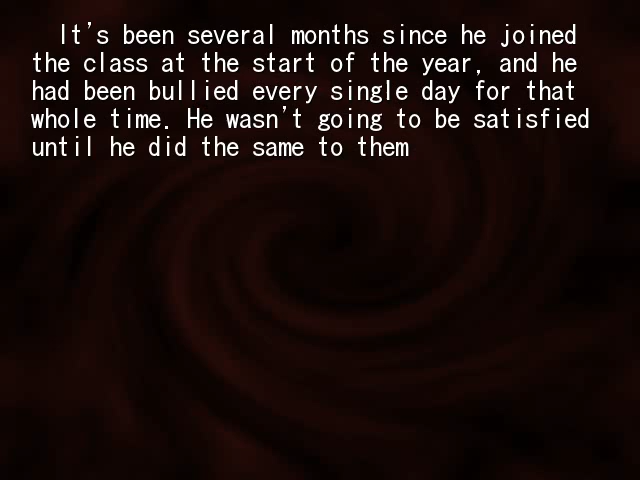 It's been several months since he joined
the class at the start of the year, and he
had been bullied every single day for that
whole time. He wasn't going to be satisfied
until he did the same to them